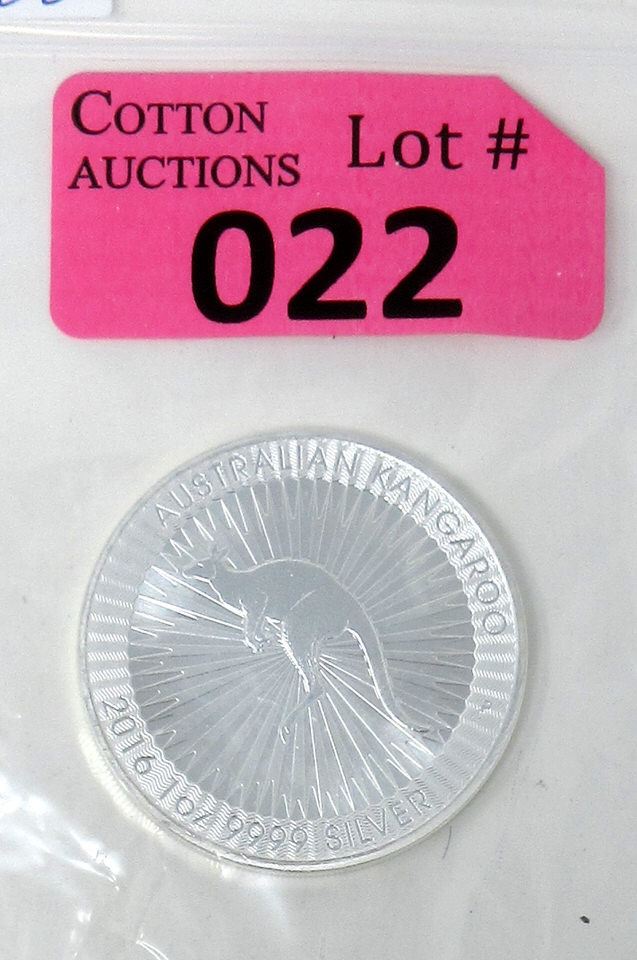 COTTON
AUCTIONS
Lot #
022
AUSTRALIAN KANGAROO
2016 1oz 9999 SILVER